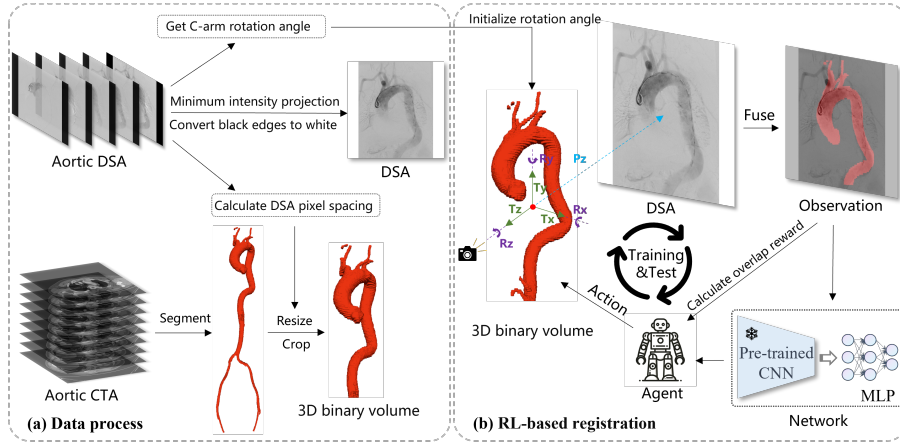 Get C-arm rotation angle
Minimum intensity projection
Convert black edges to white
Aortic DSA
DSA
Calculate DSA pixel spacing
Segment
Resize
Crop
Aortic CTA
3D binary volume
(a) Data process
Initialize rotation angle
Ry
Pz
Ty
Tz
Tx
Rx
Rz
DSA
Fuse
Observation
Training
&Test
Calculate overlap reward
Action
3D binary volume
Agent
Pre-trained
CNN
MLP
Network
(b) RL-based registration